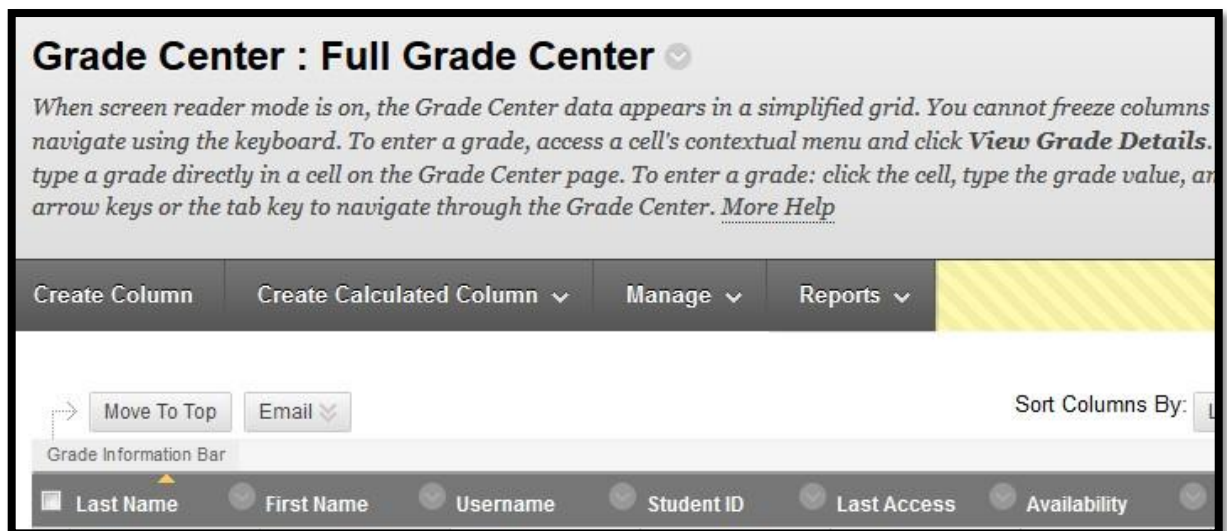 Grade Center : Full Grade Center
When screen reader mode is on, the Grade Center data appears in a simplified grid. You cannot freeze columns
navigate using the keyboard. To enter a grade, access a cell's contextual menu and click View Grade Details.
type a grade directly in a cell on the Grade Center page. To enter a grade: click the cell, type the grade value,
arrow keys or the tab key to navigate through the Grade Center. More Help
Create Column Create Calculated Column Manage Reports
Move To Top Email Sort Columns By:
Grade Information Bar
Last Name First Name Username Student ID Last Access Availability